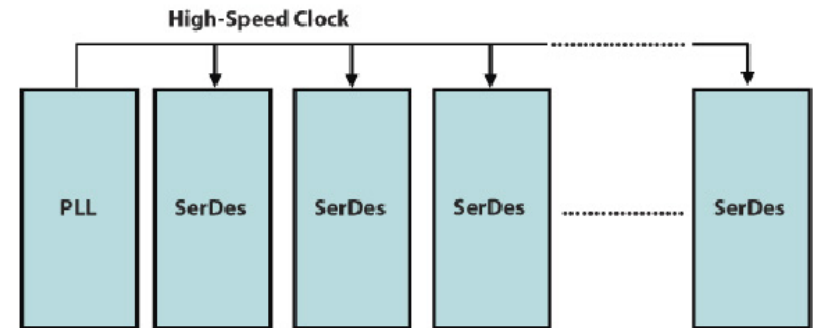 High-Speed Clock
PLL
SerDes
SerDes
SerDes
SerDes